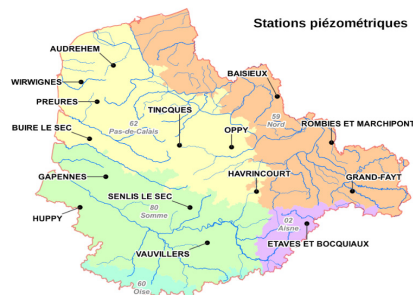 Stations piézométriques
AUDREHEM
BAISIEUX
WIRWIGNES
PREURES
TINCQUES
59
Nord
ROMBIES ET MARCHIPONT
BUIRE LE SEC
62
Pas-de-Calais
OPPY
GAPENNES
HAVRINCOURT
GRAND-FAYT
SENLIS LE SEC
80
Somme
HUPPY
02
Aisne
ETAVES ET BOCQUIAUX
VAUVILLERS
60
Oise